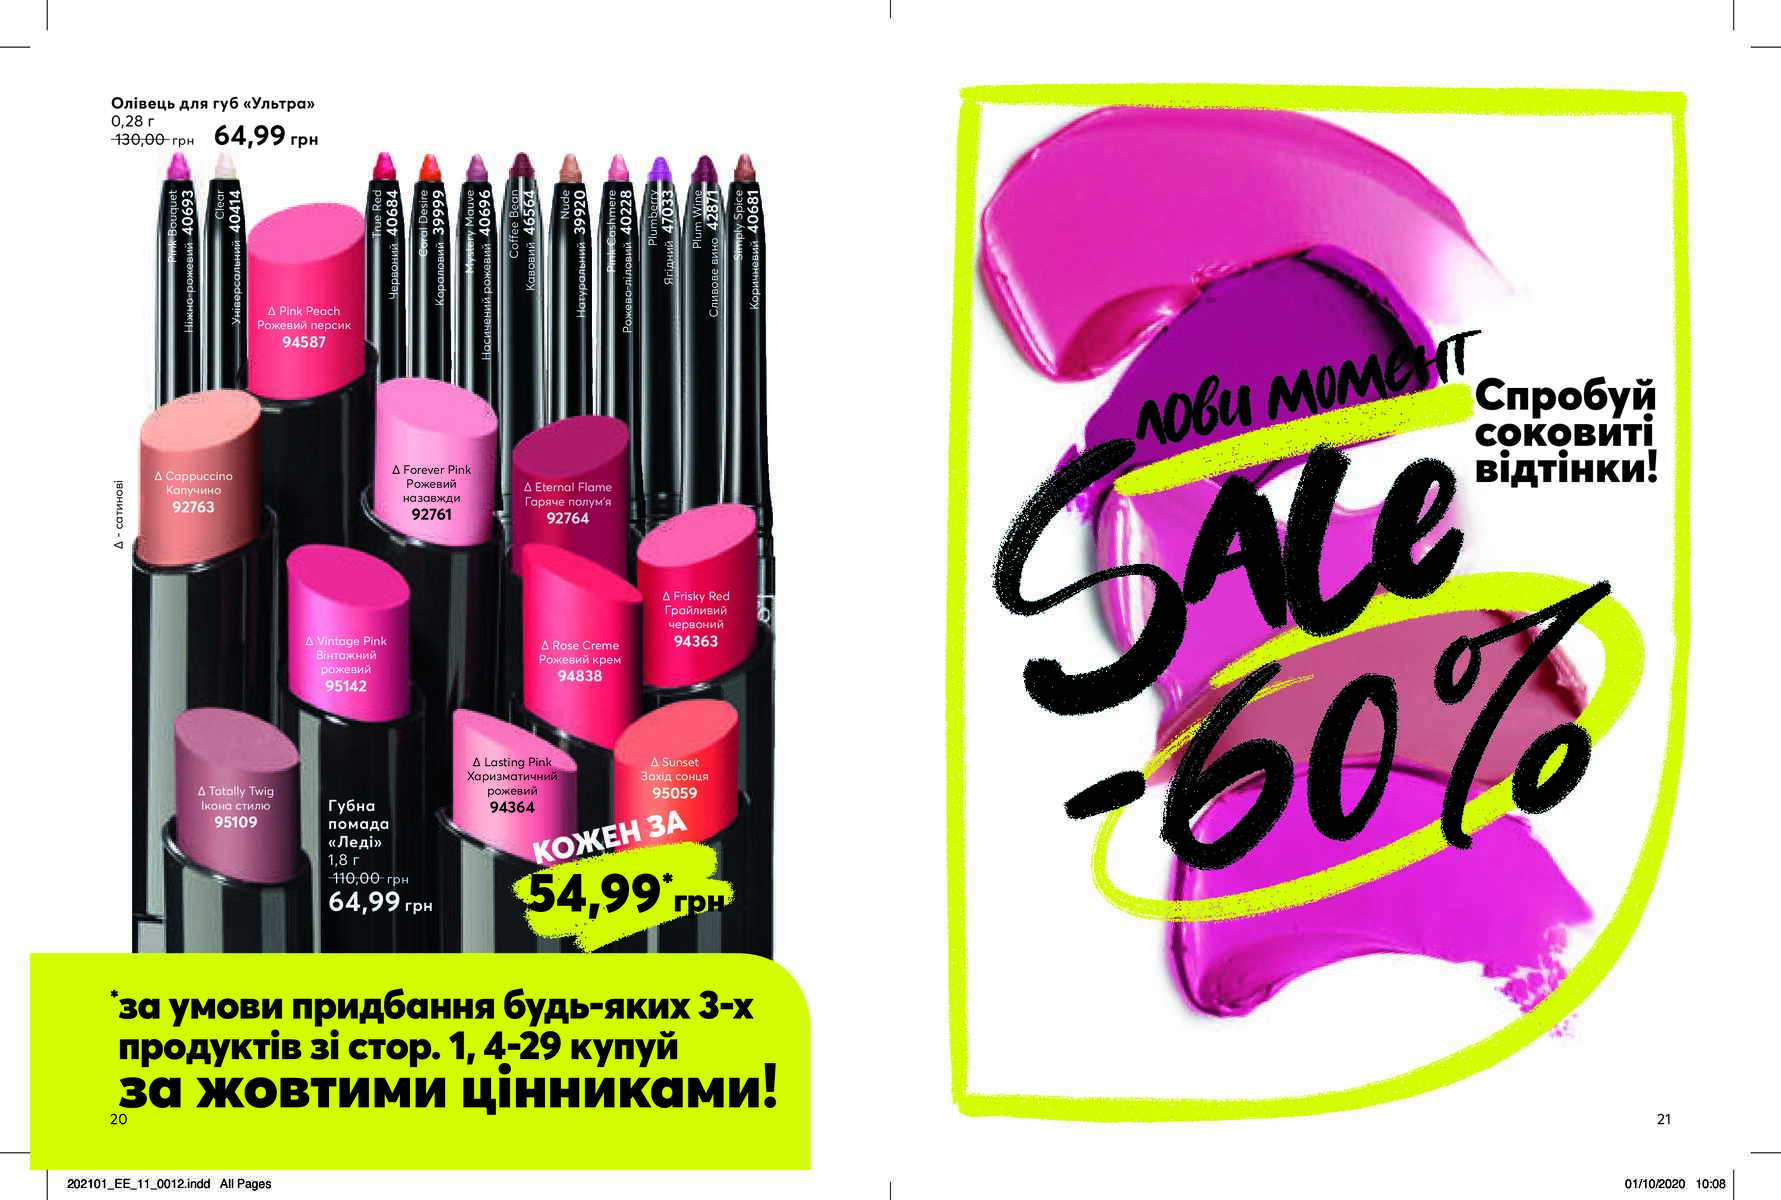 Олівець для губ «Ультра»
0,28 г
130,00 грн 64,99 грн
Pink Bouquet
Ніжно-рожевий 40693
Clear
Універсальний 40414
True Red
Червоний 40684
Coral Desire
Кораловий 39999
Mystery Mauve
Насичений рожевий 40696
Coffee Bean
Кавовий 46564
Nude
Натуральний 39920
Pink Cashmere
Рожево-ліловий 40228
Plumberry
Ягідний 47033
Plum Wine
Сливове вино 42871
Simply Spice
Коричневий 40681
Δ Pink Peach
Рожевий персик
94587
Δ Cappuccino
Капучино
92763
Δ Forever Pink
Рожевий
назавжди
92761
Δ Eternal Flame
Гаряче полум'я
92764
Δ - сатинові
Δ Frisky Red
Грайливий
червоний
94363
Δ Vintage Pink
Вінтажний
рожевий
95142
Δ Rose Creme
Рожевий крем
94838
Δ Totally Twig
Ікона стилю
95109
Δ Lasting Pink
Харизматичний
рожевий
94364
Δ Sunset
Захід сонця
95059
Губна
помада
«Леді»
1,8 г
110,00 грн
64,99 грн
КОЖЕН ЗА
54,99* грн
*за умови придбання будь-яких 3-х
продуктів зі стор. 1, 4-29 купуй
за жовтими цінниками!
20
лови момент
SALE
-60%
Спробуй
соковиті
відтінки!
21
202101_EE_11_0012.indd All Pages
01/10/2020 10:08